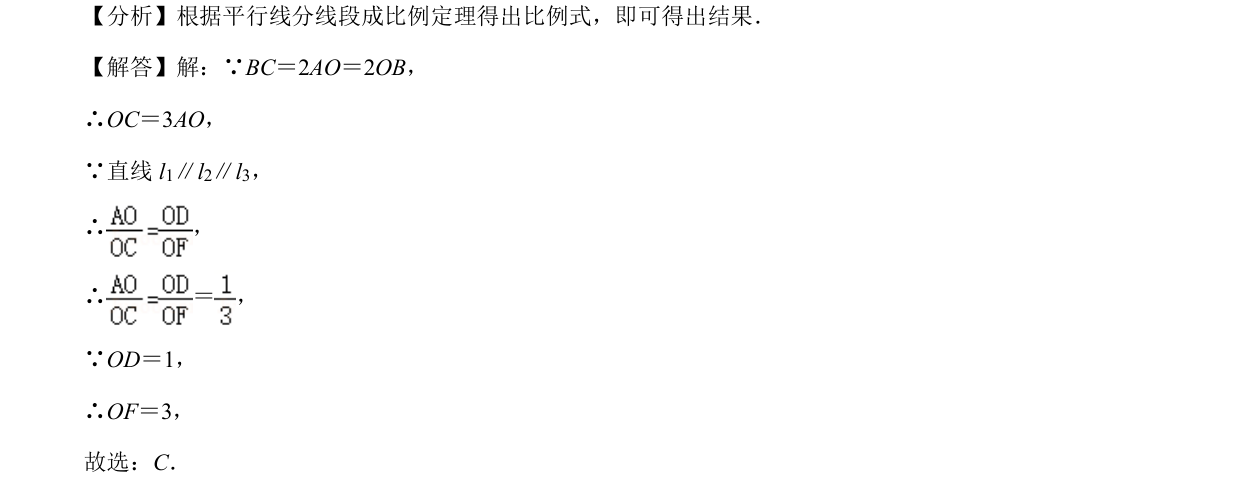 【分析】根据平行线分线段成比例定理得出比例式，即可得出结果．
【解答】解：∵BC＝2AO＝2OB，
∴OC＝3AO，
∵直线 l₁∥l₂∥l₃，
∴AO/OC=OD/OF，
∴AO/OC=OD/OF＝1/3，
∵OD＝1，
∴OF＝3，
故选：C．